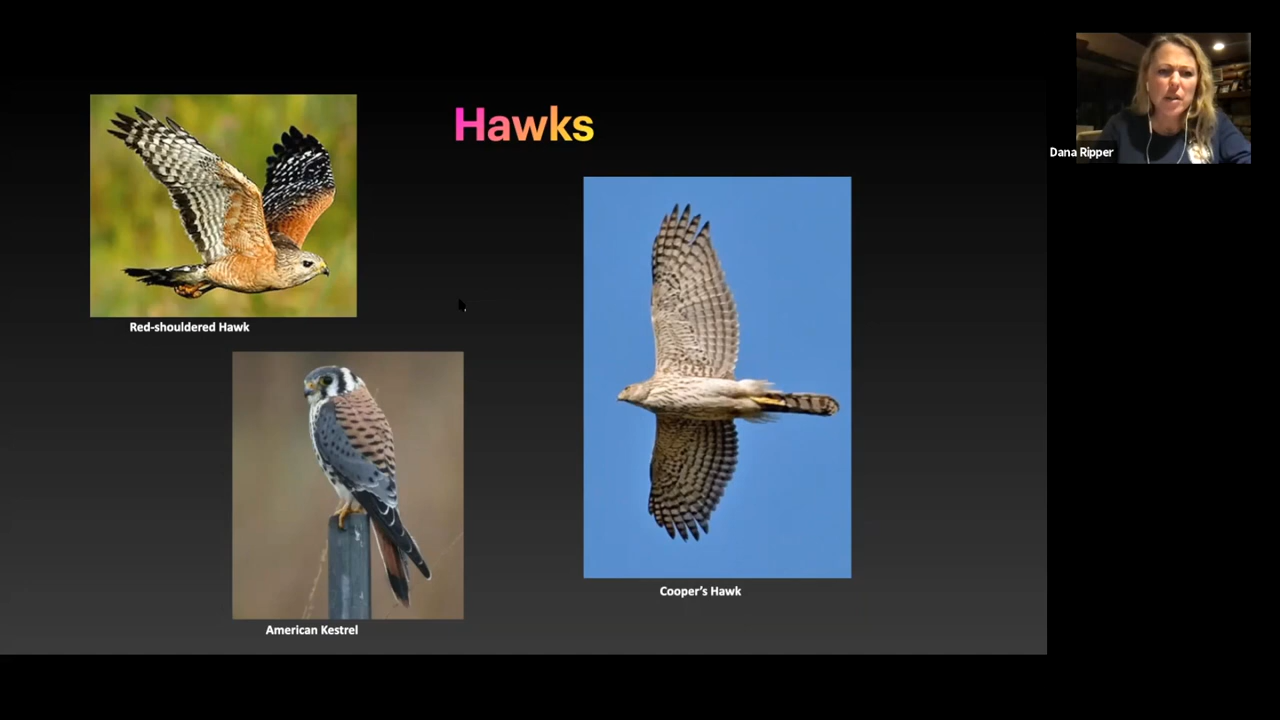 Hawks
Dana Ripper
Red-shouldered Hawk
Cooper's Hawk
American Kestrel